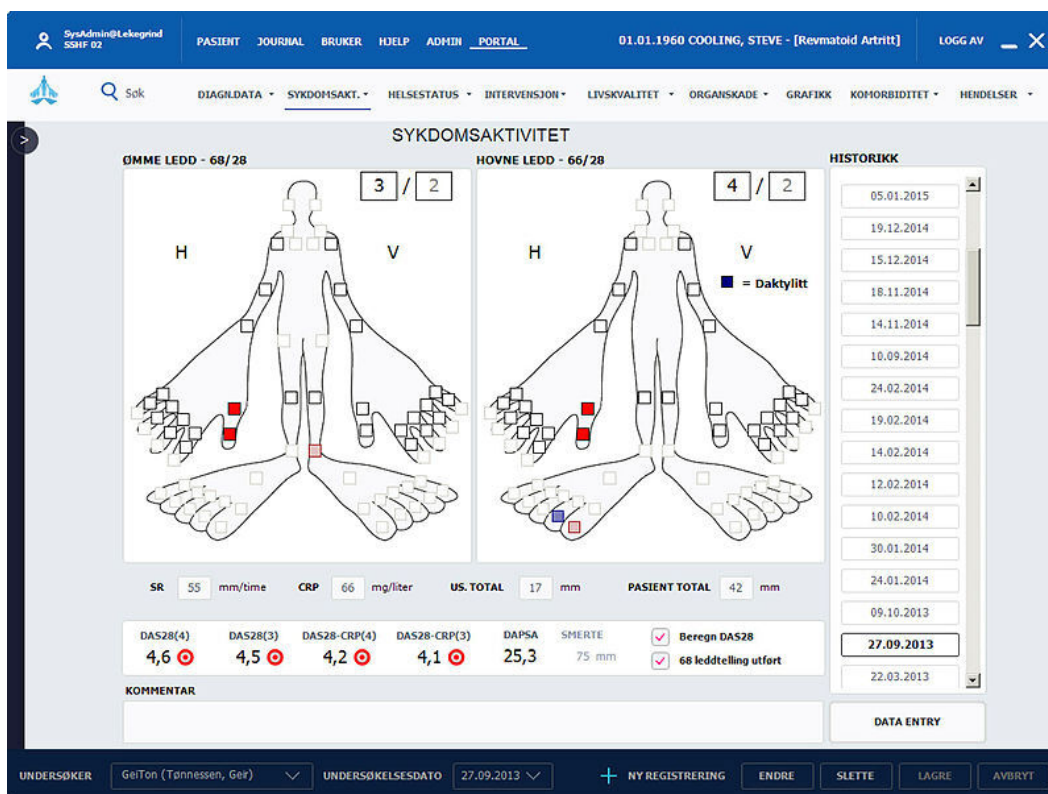 SysAdmin@Lekegrind
SSHF 02
PASIENT JOURNAL BRUKER HJELP ADMIN PORTAL
01.01.1960 COOLING, STEVE - [Revmatoid Artritt]
LOGG AV
Søk
DIAGN.DATA SYKDOMSAKT. HELSESTATUS INTERVENSJON LIVSKVALITET ORGANSKADE GRAFIKK KOMORBIDITET HENDELSER
>
SYKDOMSAKTIVITET
ØMME LEDD - 68/28
3 / 2
H V
HOVNE LEDD - 66/28
4 / 2
H V
= Daktylitt
HISTORIKK
05.01.2015
19.12.2014
15.12.2014
18.11.2014
14.11.2014
10.09.2014
24.02.2014
19.02.2014
14.02.2014
12.02.2014
10.02.2014
30.01.2014
24.01.2014
09.10.2013
27.09.2013
22.03.2013
SR 55 mm/time CRP 66 mg/liter US. TOTAL 17 mm PASIENT TOTAL 42 mm
DAS28(4) DAS28(3) DAS28-CRP(4) DAS28-CRP(3) DAPSA SMERTE
4,6 4,5 4,2 4,1 25,3 75 mm
Beregn DAS28
68 leddtelling utført
KOMMENTAR
DATA ENTRY
UNDERSØKER GeiTon (Tønnessen, Geir) UNDERSØKELSESDATO 27.09.2013 + NY REGISTRERING ENDRE SLETTE LAGRE AVBRYT